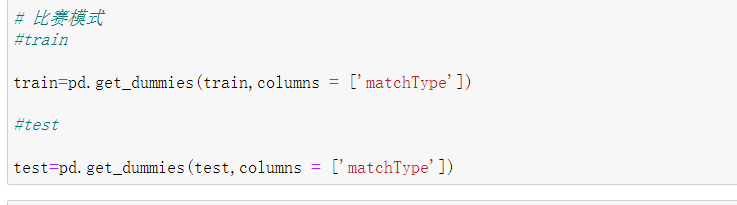 # 比赛模式
#train
train=pd.get_dummies(train,columns = ['matchType'])
#test
test=pd.get_dummies(test,columns = ['matchType'])